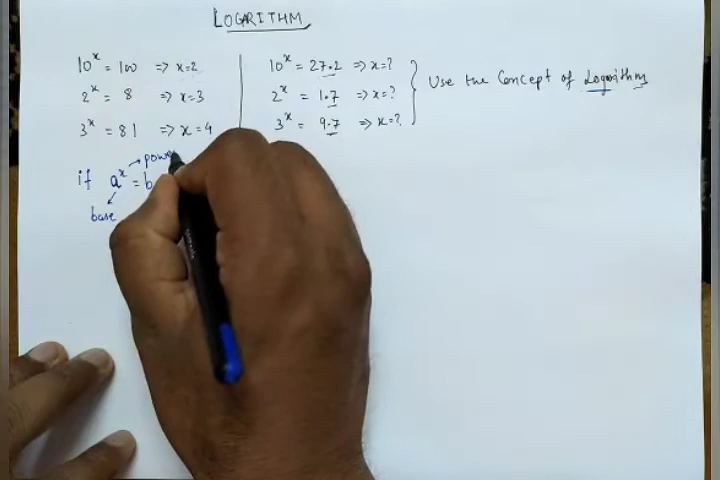 LOGARITHM
10^x = 100 => x=2
2^x = 8 => x=3
3^x = 81 => x=4
10^x = 27.2 => x=?
2^x = 1.7 => x=?
3^x = 9.7 => x=?
Use the Concept of Logarithm
power
if a^x = b
base